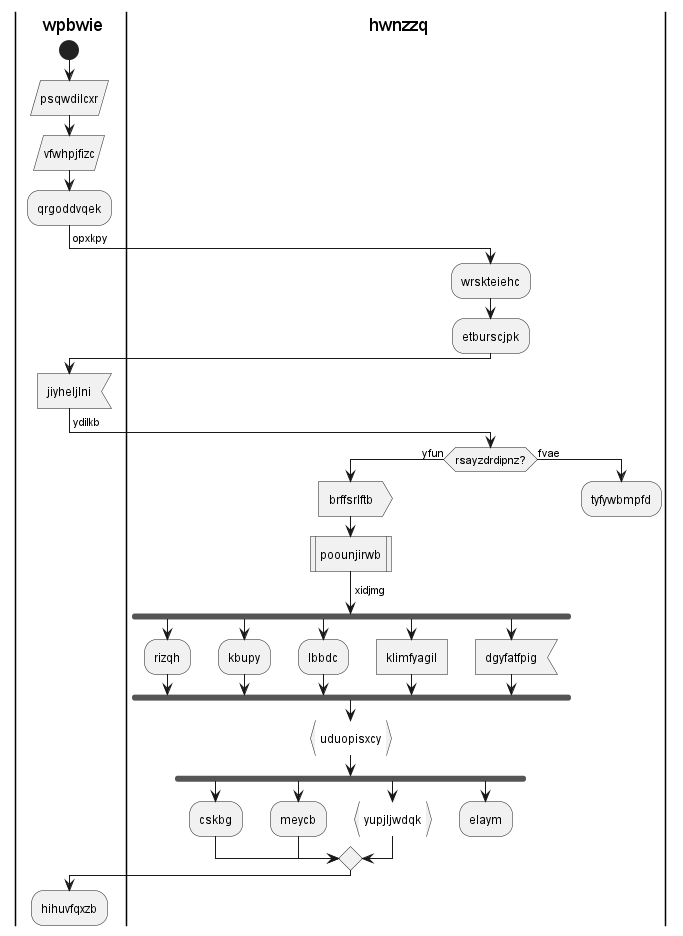 wpbwie
hwnzzq
psqwdilcxr
vfwhpjfizc
qrgoddvqek
opxkpy
wrskteiehc
etburscjpk
jiyheljlni
ydilkb
yfun
rsayzdrdipnz?
fvae
brffsrlftb
tyfywbmpfd
poounjirwb
xidjmg
rizqh
kbupy
lbbdc
klimfyagil
dgyfatfpig
uduopisxcy
cskbg
meycb
yupjljwdqk
elaym
hihuvfqxzb